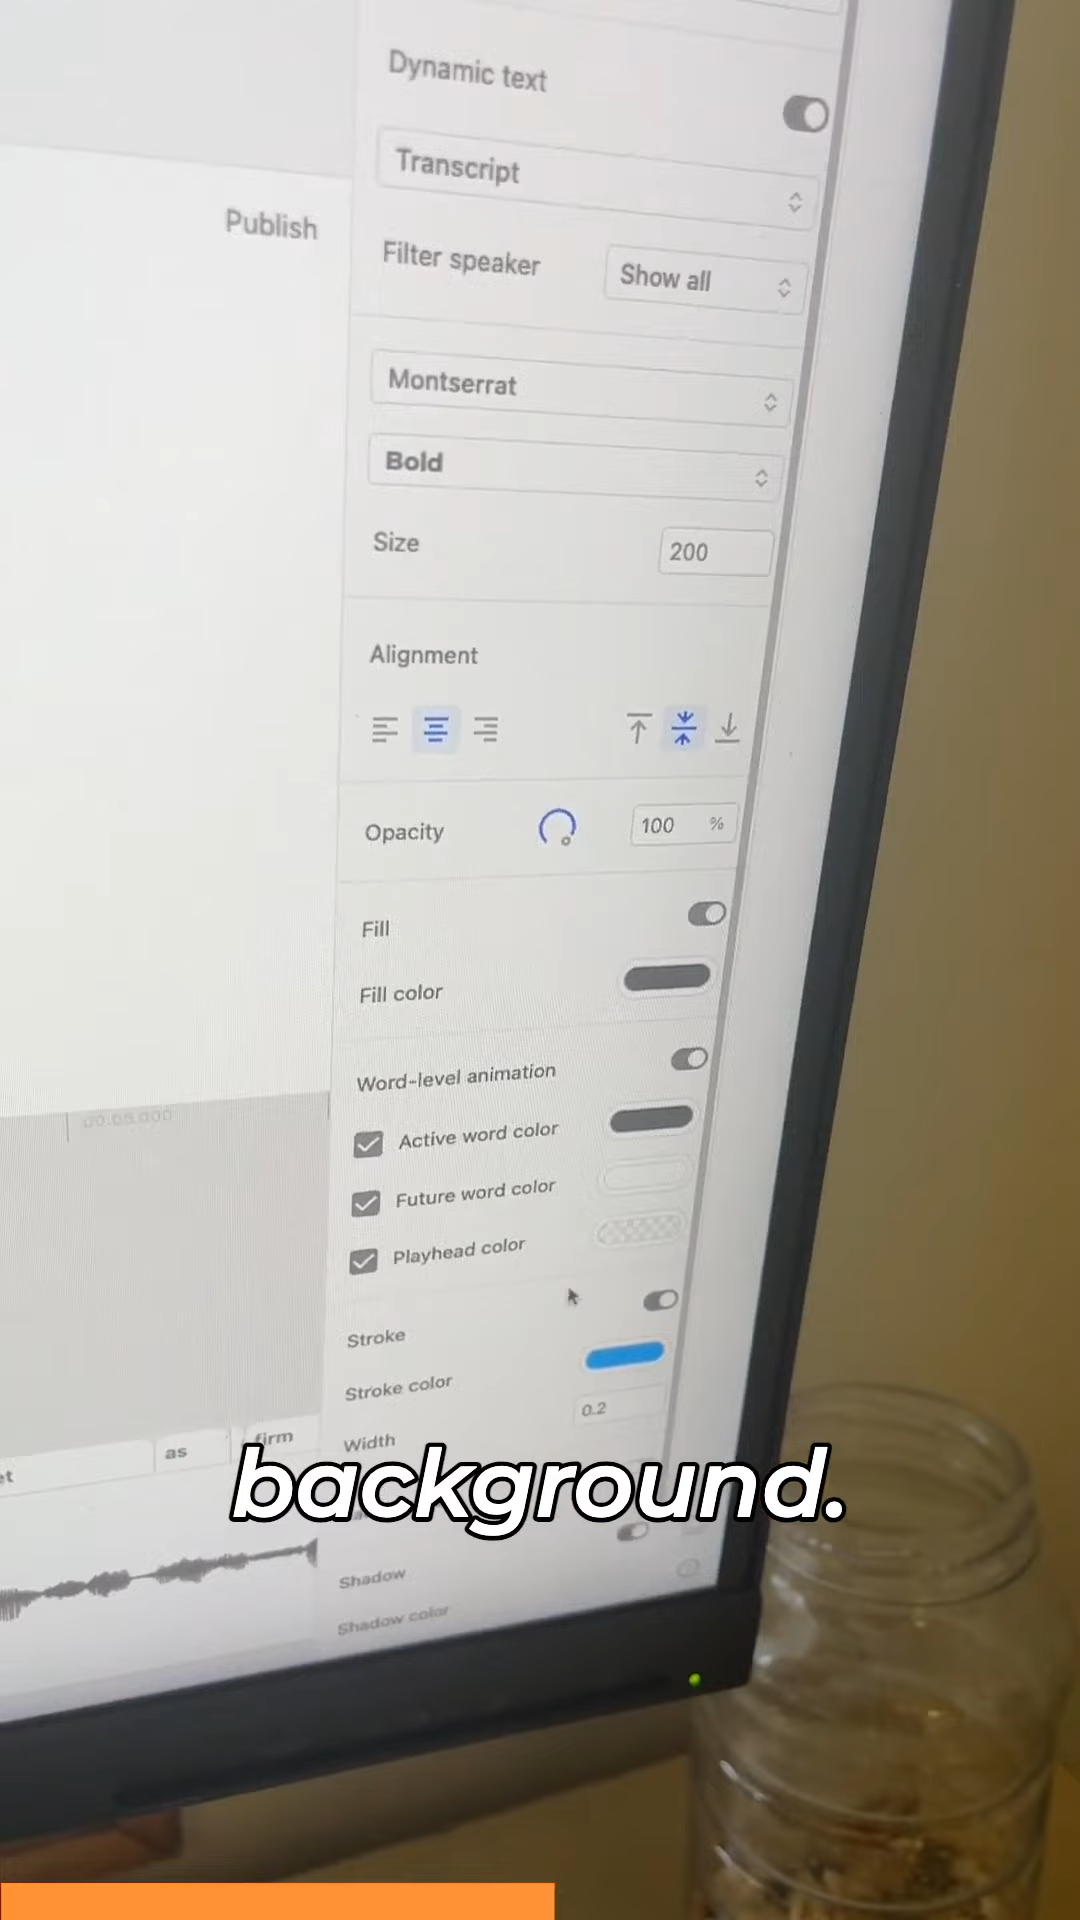 Dynamic text
Transcript
Publish
Filter speaker Show all
Montserrat
Bold
Size 200
Alignment
Opacity 100 %
Fill
Fill color
Word-level animation
Active word color
Future word color
Playhead color
Stroke
Stroke color
0.2
Width
as firm
background.
Shadow
Shadow color